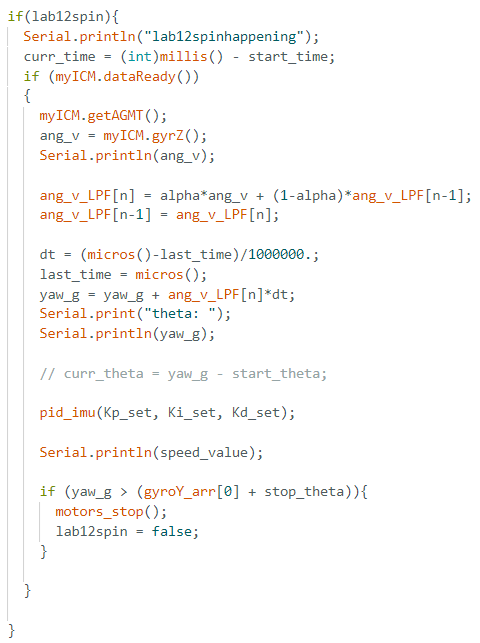 if(lab12spin){
Serial.println("lab12spinhappening");
curr_time = (int)millis() - start_time;
if (myICM.dataReady())
{
myICM.getAGMT();
ang_v = myICM.gyrZ();
Serial.println(ang_v);
ang_v_LPF[n] = alpha*ang_v + (1-alpha)*ang_v_LPF[n-1];
ang_v_LPF[n-1] = ang_v_LPF[n];
dt = (micros()-last_time)/1000000.;
last_time = micros();
yaw_g = yaw_g + ang_v_LPF[n]*dt;
Serial.print("theta: ");
Serial.println(yaw_g);
// curr_theta = yaw_g - start_theta;
pid_imu(Kp_set, Ki_set, Kd_set);
Serial.println(speed_value);
if (yaw_g > (gyroY_arr[0] + stop_theta)){
motors_stop();
lab12spin = false;
}
}
}